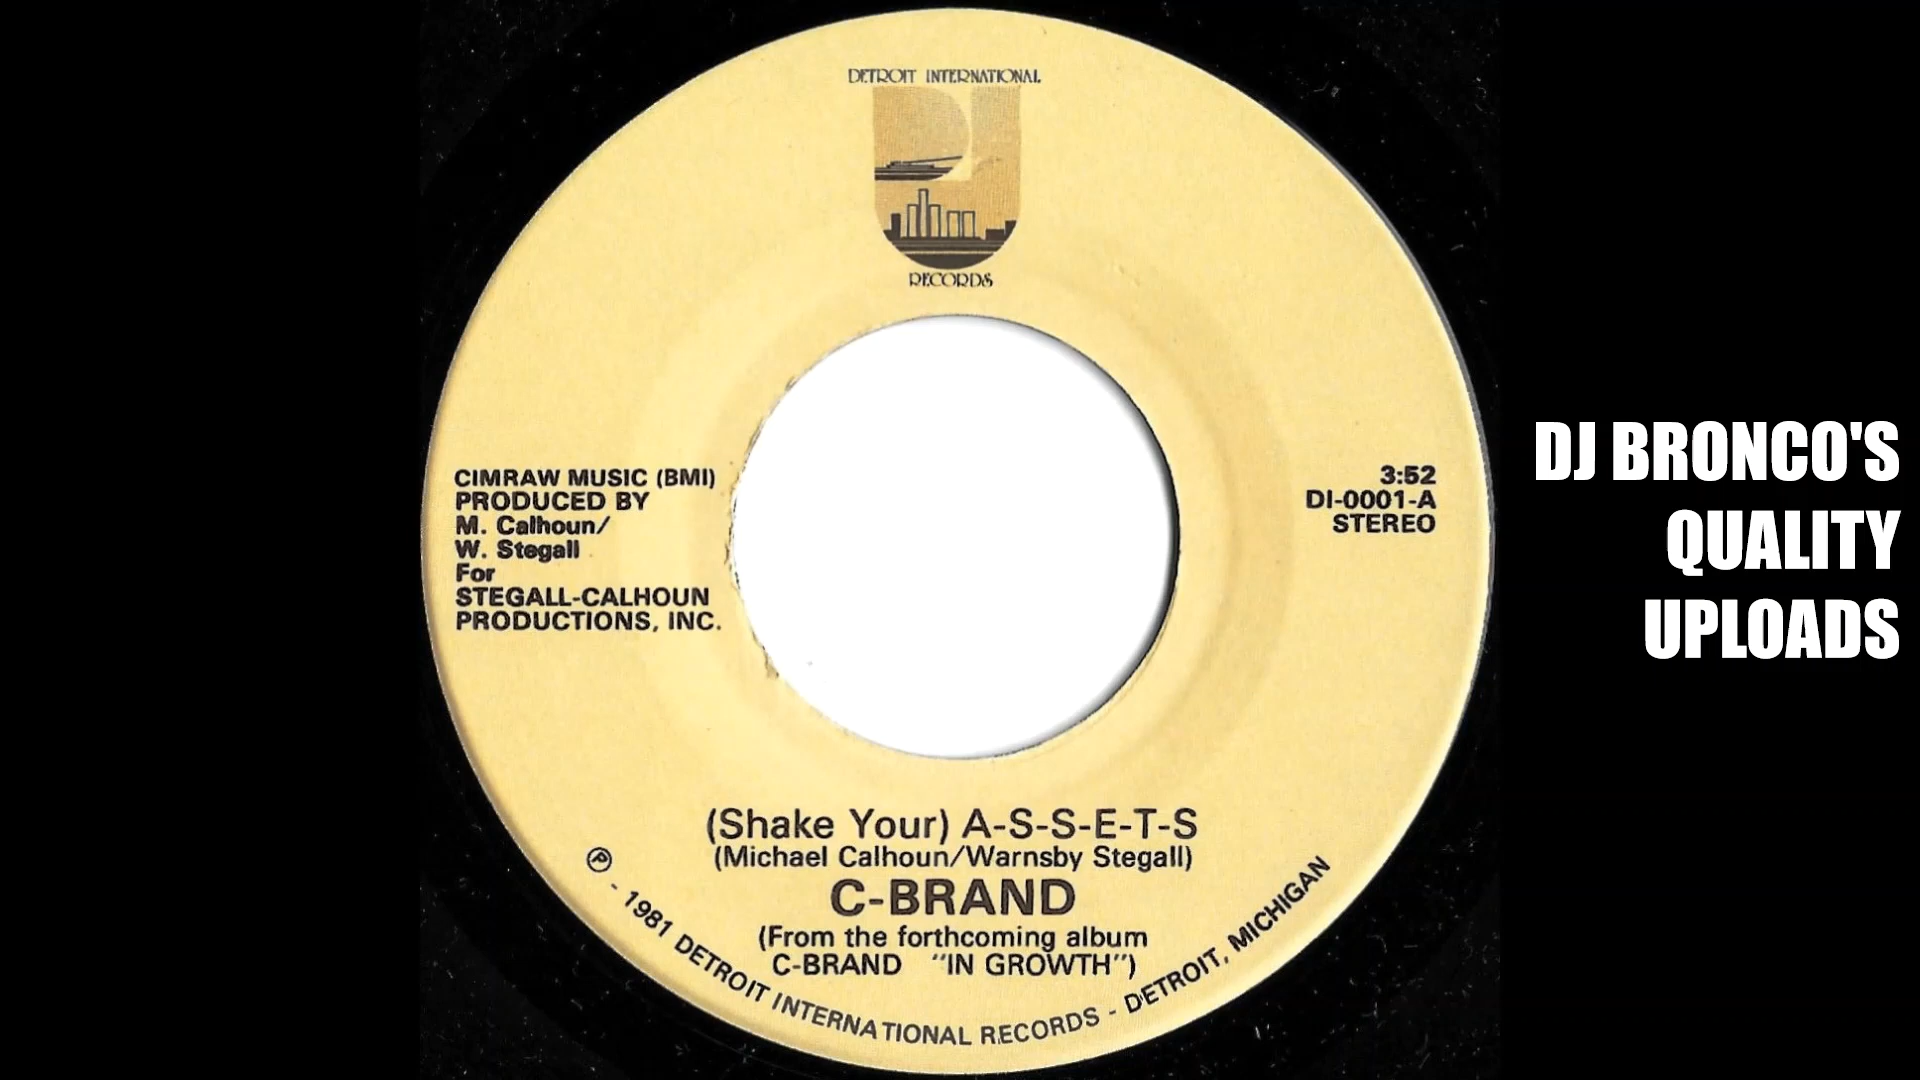 DETROIT INTERNATIONAL
RECORDS
CIMRAW MUSIC (BMI)
PRODUCED BY
M. Calhoun/
W. Stegall
For
STEGALL-CALHOUN
PRODUCTIONS, INC.
3:52
DI-0001-A
STEREO
(Shake Your) A-S-S-E-T-S
(Michael Calhoun/Warnsby Stegall)
C-BRAND
(From the forthcoming album
C-BRAND "IN GROWTH")
℗ - 1981 DETROIT INTERNATIONAL RECORDS - DETROIT, MICHIGAN
DJ BRONCO'S
QUALITY
UPLOADS